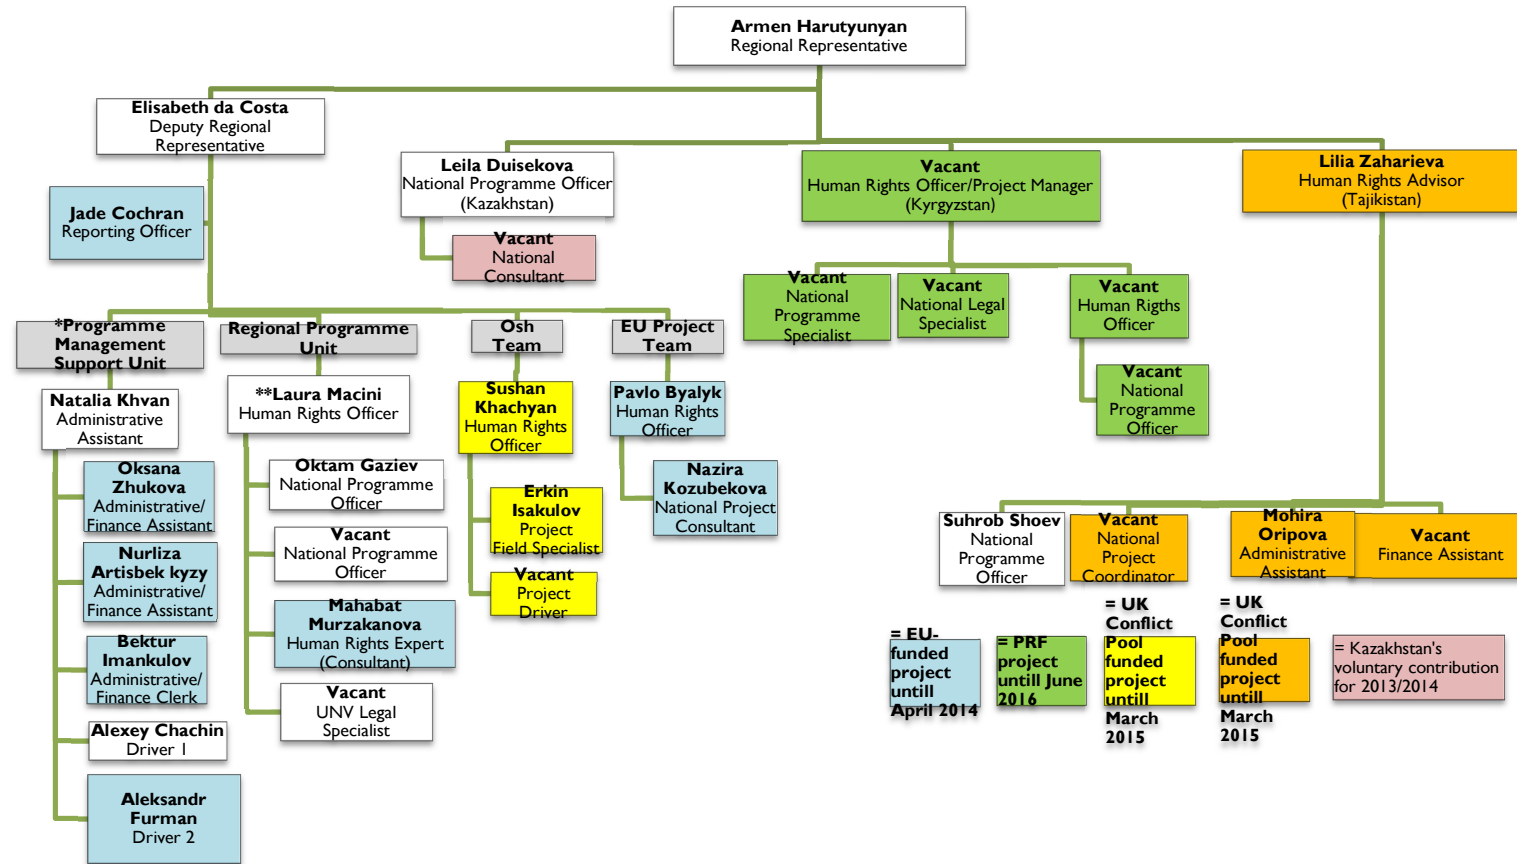 Armen Harutyunyan
Regional Representative
Elisabeth da Costa
Deputy Regional
Representative
Leila Duisekova
National Programme Officer
(Kazakhstan)
Vacant
Human Rights Officer/Project Manager
(Kyrgyzstan)
Lilia Zaharieva
Human Rights Advisor
(Tajikistan)
Jade Cochran
Reporting Officer
Vacant
National
Consultant
Vacant
National
Programme
Specialist
Vacant
National Legal
Specialist
Vacant
Human Rigths
Officer
Vacant
National
Programme
Officer
*Programme
Management
Support Unit
Regional Programme
Unit
Osh
Team
EU Project
Team
Natalia Khvan
Administrative
Assistant
**Laura Macini
Human Rights Officer
Sushan
Khachyan
Human Rights
Officer
Pavlo Byalyk
Human Rights
Officer
Oksana
Zhukova
Administrative/
Finance Assistant
Nurliza
Artisbek kyzy
Administrative/
Finance Assistant
Bektur
Imankulov
Administrative/
Finance Clerk
Alexey Chachin
Driver 1
Aleksandr
Furman
Driver 2
Oktam Gaziev
National Programme
Officer
Vacant
National Programme
Officer
Mahabat
Murzakanova
Human Rights Expert
(Consultant)
Vacant
UNV Legal
Specialist
Erkin
Isakulov
Project
Field Specialist
Vacant
Project
Driver
Nazira
Kozubekova
National Project
Consultant
Suhrob Shoev
National
Programme
Officer
Vacant
National
Project
Coordinator
Mohira
Oripova
Administrative
Assistant
Vacant
Finance Assistant
= EU-
funded
project
untill
April 2014
= PRF
project
untill June
2016
= UK
Conflict
Pool
funded
project
untill
March
2015
= UK
Conflict
Pool
funded
project
untill
March
2015
= Kazakhstan's
voluntary contribution
for 2013/2014